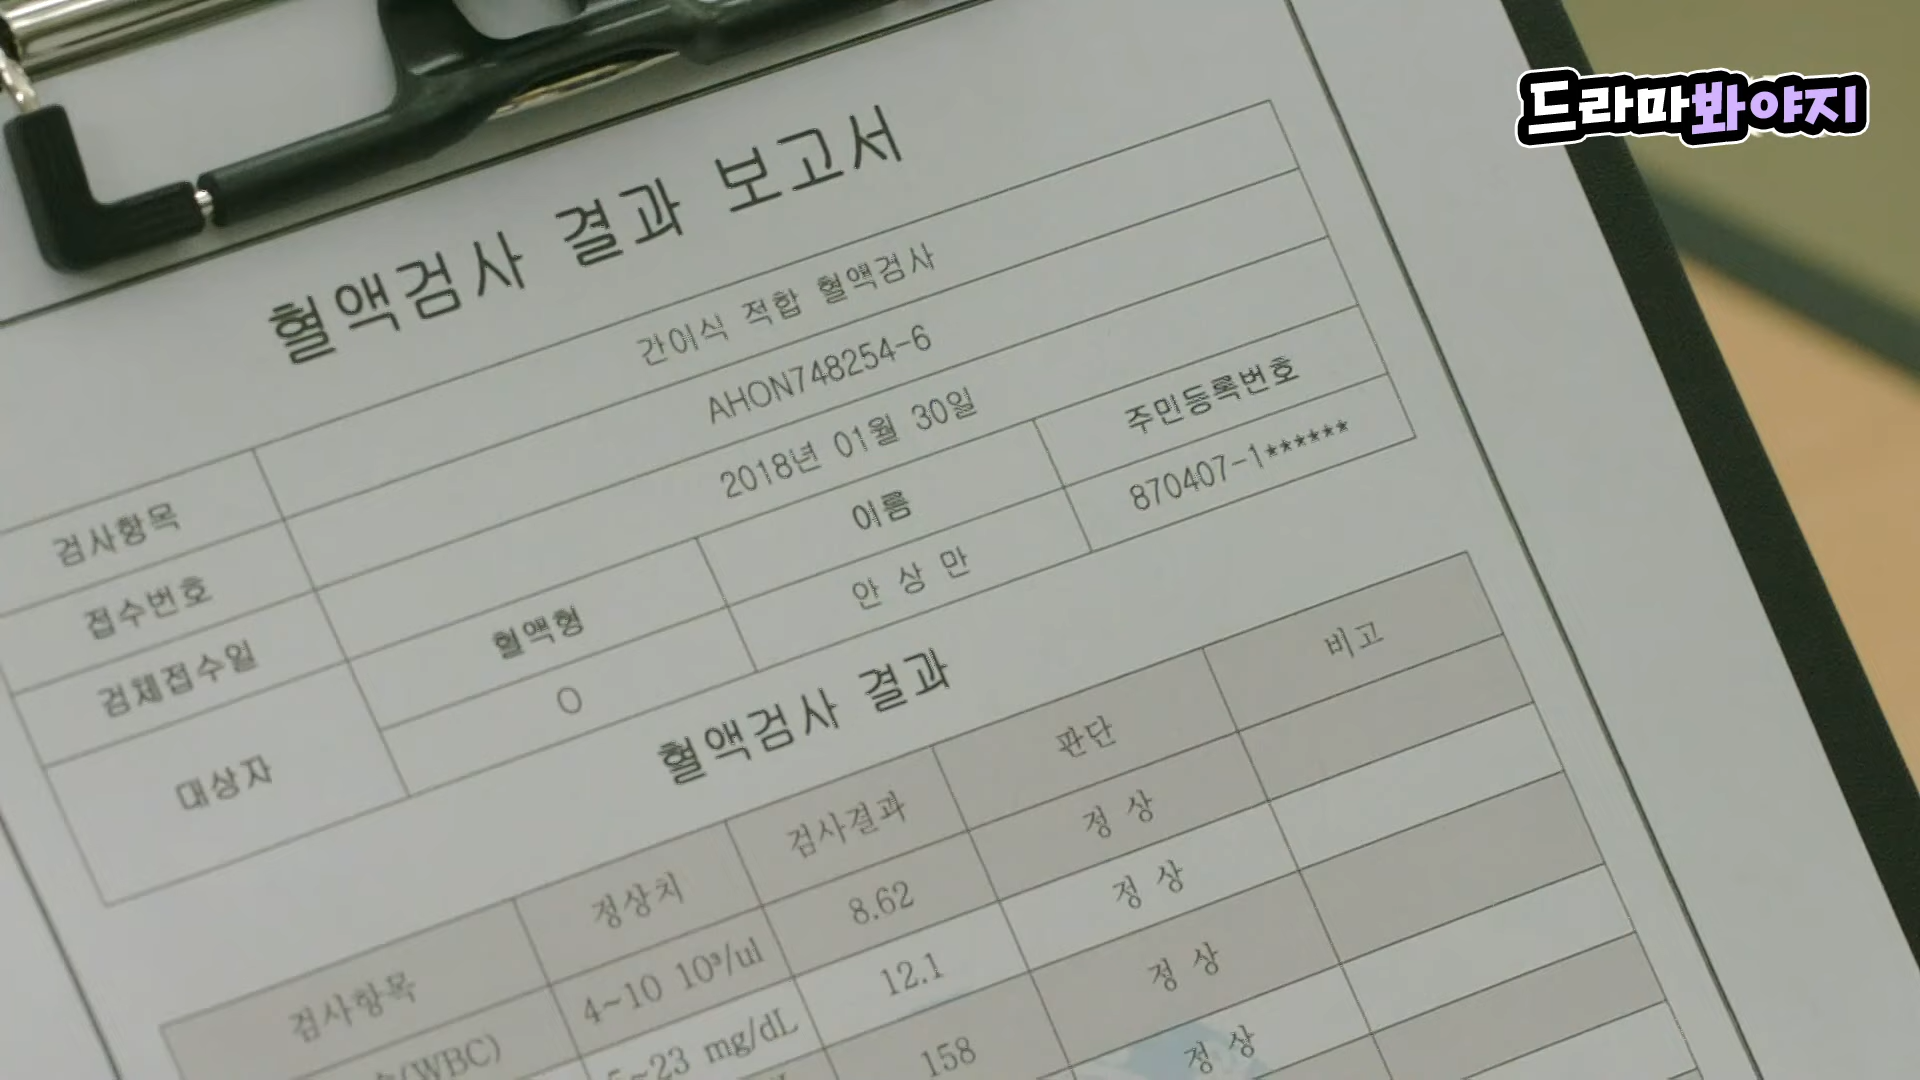 드라마봐야지
혈액검사 결과 보고서
검사항목 간이식 적합 혈액검사
접수번호 AHON748254-6
검체접수일 2018년 01월 30일
대상자 혈액형 이름 주민등록번호
O 안 상 만 870407-1******
혈액검사 결과
검사항목 정상치 검사결과 판단 비고
(WBC) 4~10 10³/ul 8.62 정 상
5~23 mg/dL 12.1 정 상
158 정 상
정 상